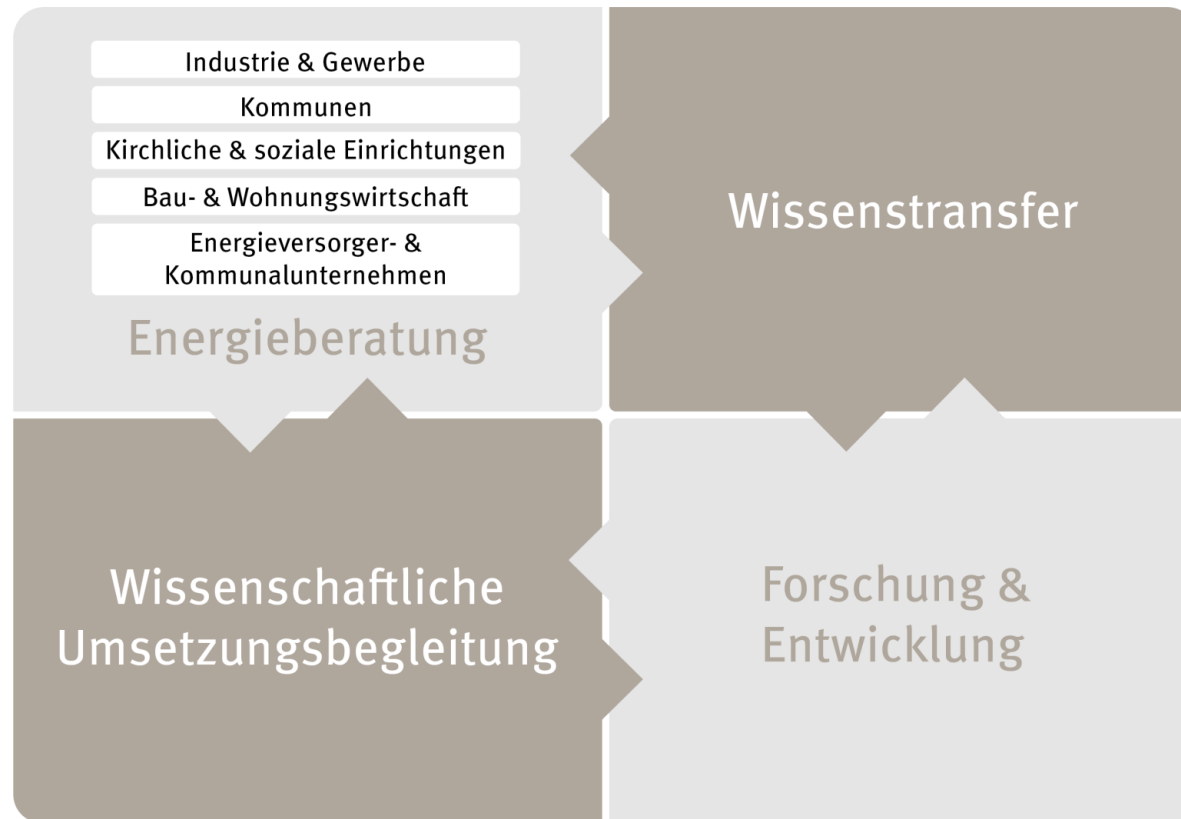 Industrie & Gewerbe
Kommunen
Kirchliche & soziale Einrichtungen
Bau- & Wohnungswirtschaft
Energieversorger- &
Kommunalunternehmen
Energieberatung
Wissenstransfer
Wissenschaftliche
Umsetzungsbegleitung
Forschung &
Entwicklung